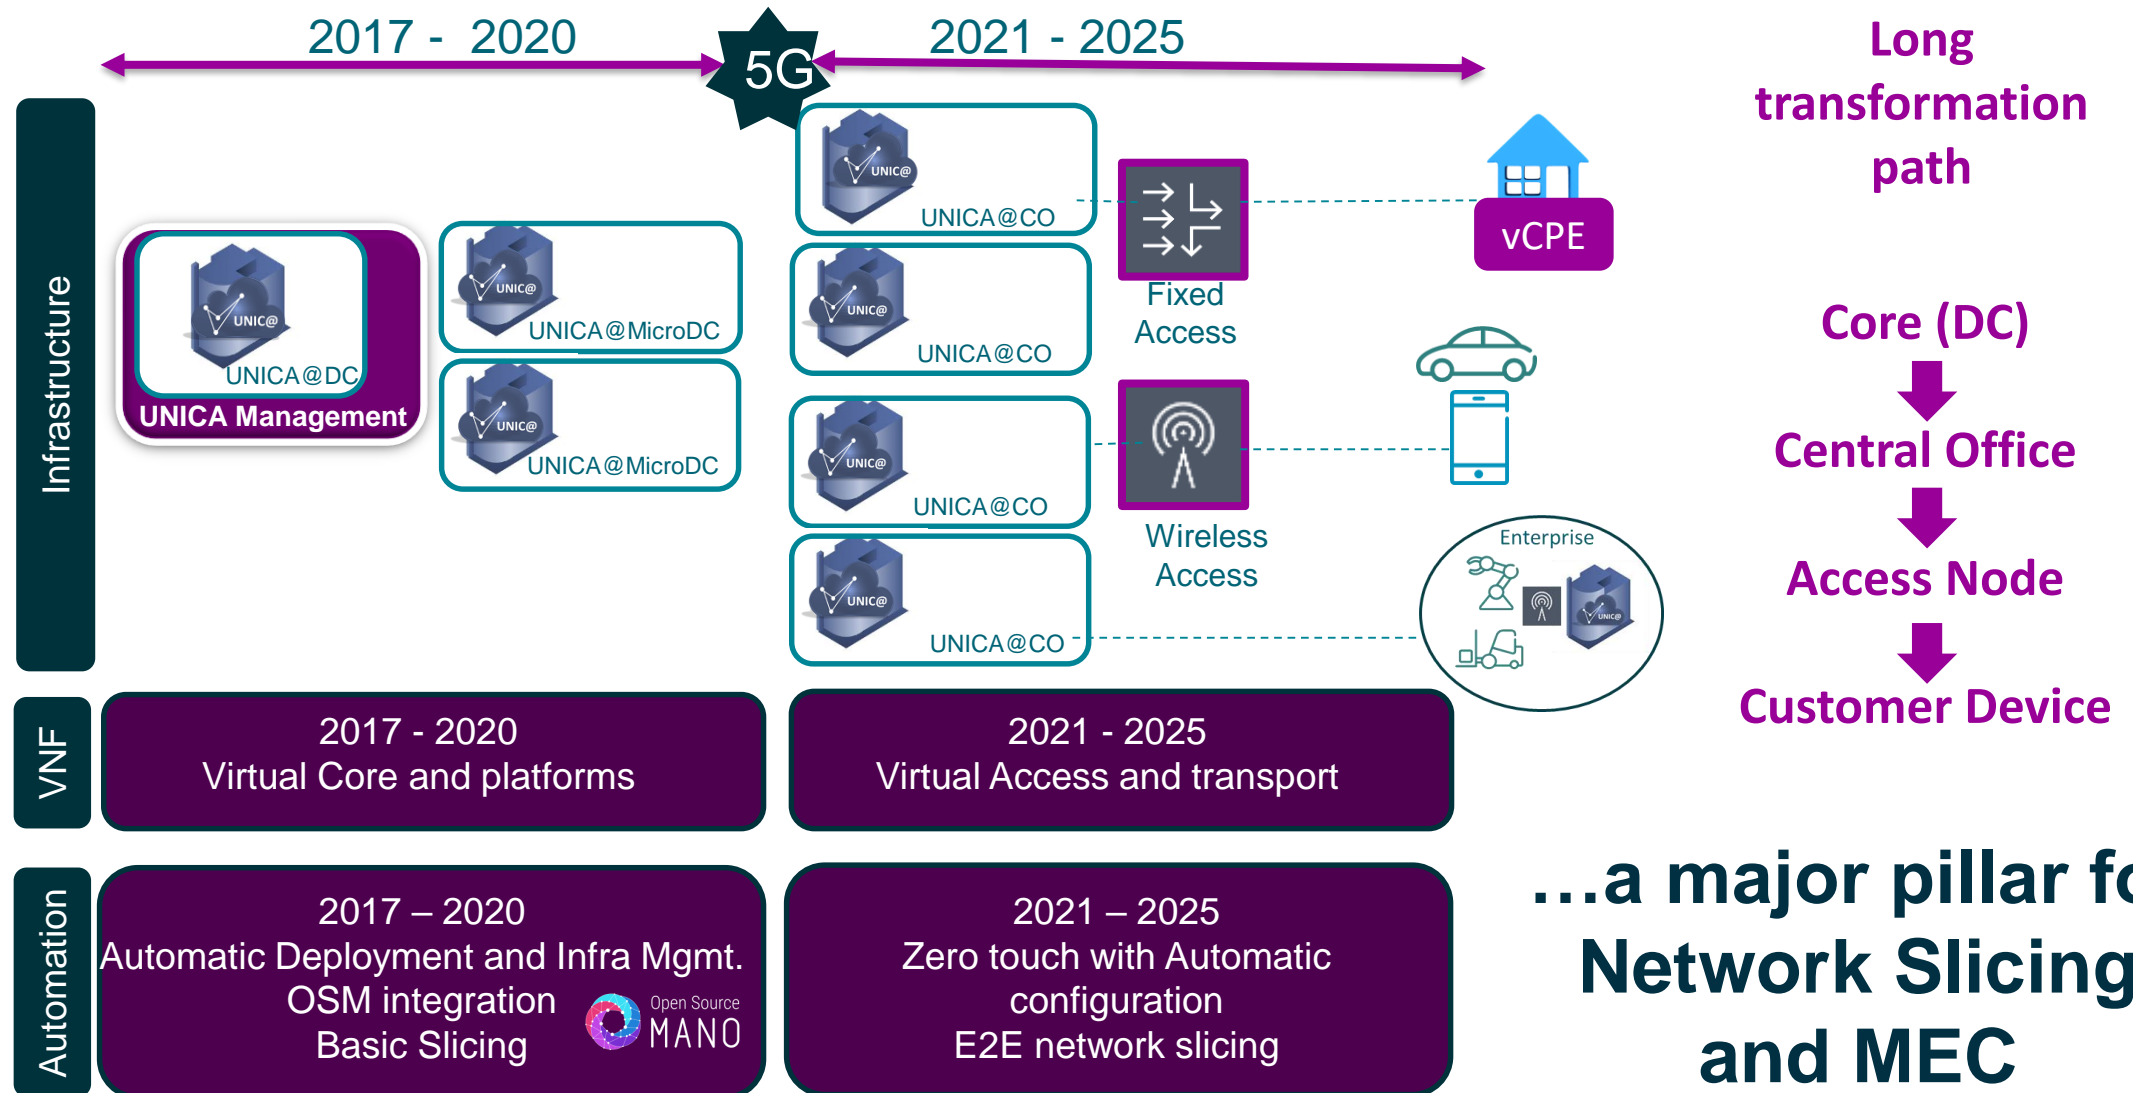 2017 - 2020
5G
2021 - 2025
Long
transformation
path
Infrastructure
UNIC@
UNICA@DC
UNICA Management
UNIC@
UNICA@MicroDC
UNIC@
UNICA@MicroDC
UNIC@
UNICA@CO
UNIC@
UNICA@CO
UNIC@
UNICA@CO
UNIC@
UNICA@CO
Fixed
Access
Wireless
Access
vCPE
Enterprise
UNIC@
Core (DC)
Central Office
Access Node
Customer Device
VNF
2017 - 2020
Virtual Core and platforms
2021 - 2025
Virtual Access and transport
Automation
2017 – 2020
Automatic Deployment and Infra Mgmt.
OSM integration
Basic Slicing
Open Source
MANO
2021 – 2025
Zero touch with Automatic
configuration
E2E network slicing
…a major pillar fo
Network Slicing
and MEC